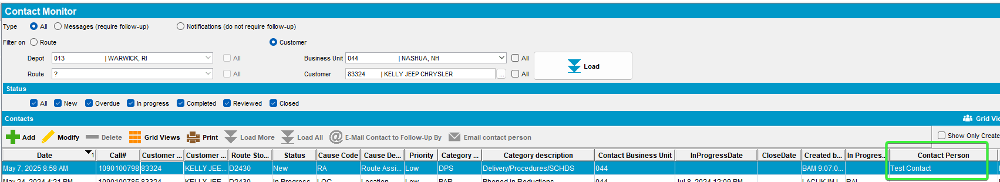 Contact Monitor
Type All Messages (require follow-up) Notifications (do not require follow-up)
Filter on Route Customer
Depot 013 | WARWICK, RI All Business Unit 044 | NASHUA, NH All
Load
Route ? All Customer 83324 | KELLY JEEP CHRYSLER ... All
Status
All New Overdue In progress Completed Reviewed Closed
Contacts Grid Vie
Add Modify Delete Grid Views Print Load More Load All E-Mail Contact to Follow-Up By Email contact person Show Only Create
Date 1 Call# Customer ... Customer ... Route Sto... Status Cause Code Cause De... Priority Category ... Category description Contact Business Unit InProgressDate CloseDate Created b... In Progres... Contact Person
May 7, 2025 8:58 AM 1090100798 83324 KELLY JEE... D2430 New RA Route Assi... Low DPS Delivery/Procedures/SCHDS 044 BAM 9.07.0... Test Contact
May 24, 2024 4:21 PM 1090100785 83324 KELLY JEE... D2430 In Progress LOC Location Low PAR Phoned in Reductions 044 Jul 8, 2024 12:09 PM